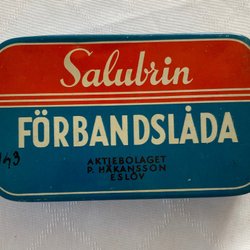 Salubrin
FÖRBANDSLÅDA
AKTIEBOLAGET
P. HÅKANSSON
ESLÖV